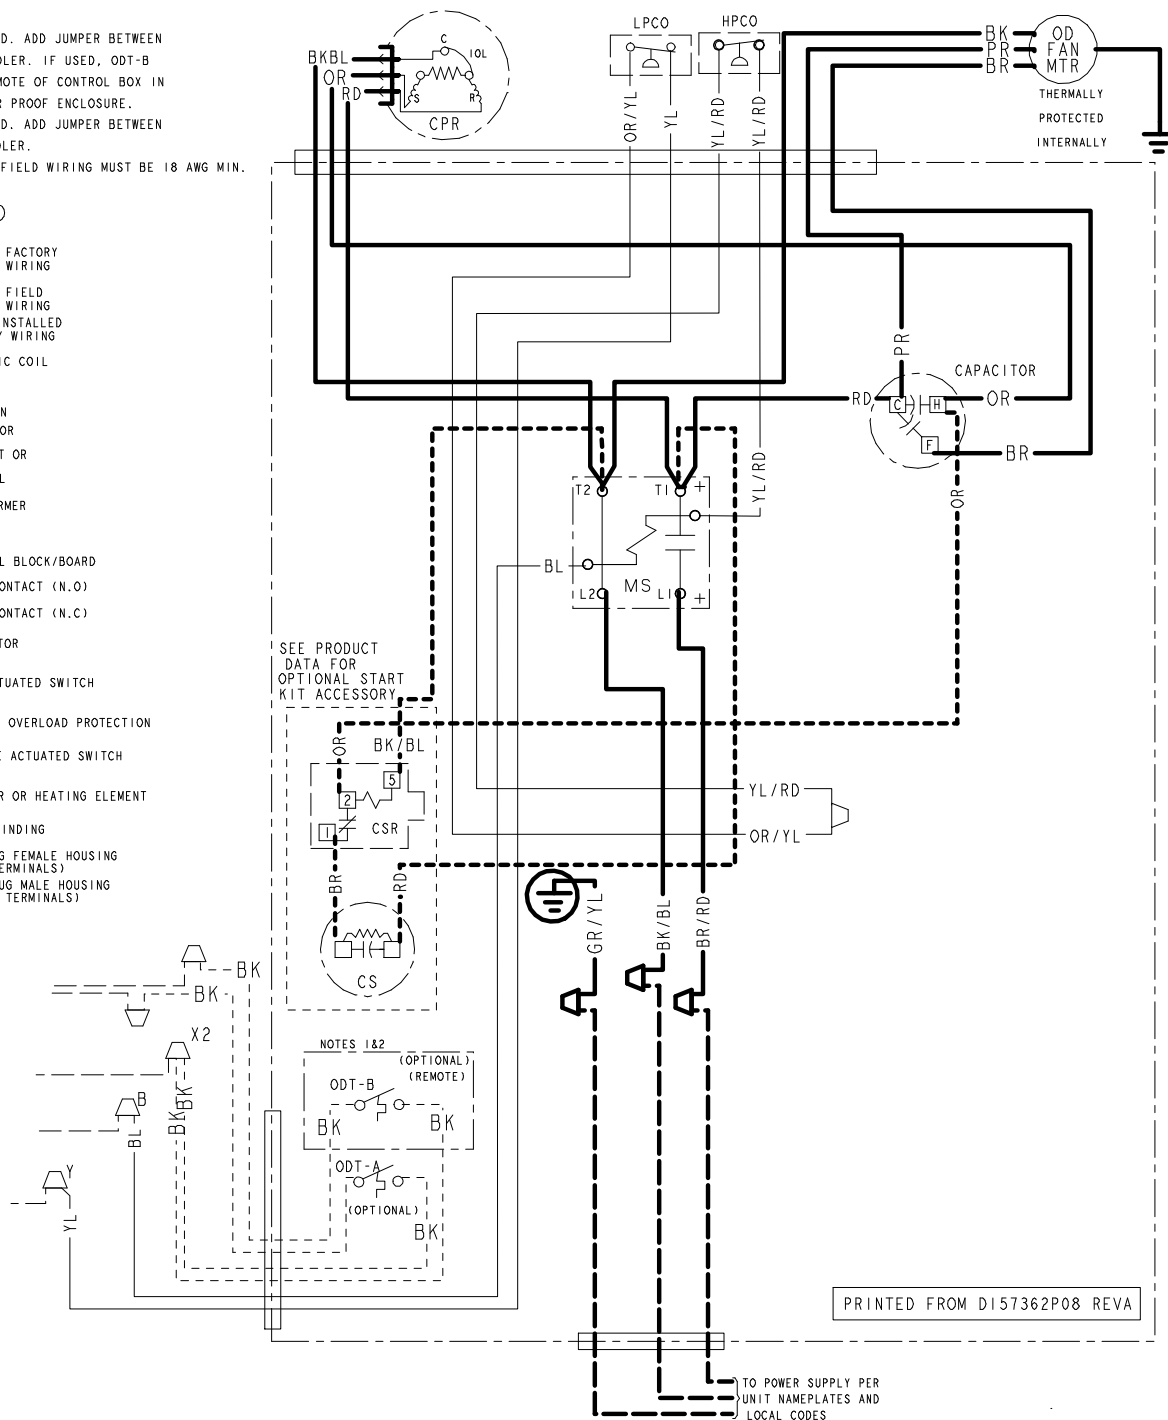 D. ADD JUMPER BETWEEN
DLER. IF USED, ODT-B
MOTE OF CONTROL BOX IN
R PROOF ENCLOSURE.
D. ADD JUMPER BETWEEN
DLER.
FIELD WIRING MUST BE 18 AWG MIN.
FACTORY
WIRING
FIELD
WIRING
NSTALLED
Y WIRING
IC COIL
N
OR
T OR
L
RMER
L BLOCK/BOARD
ONTACT (N.O)
ONTACT (N.C)
TOR
TUATED SWITCH
OVERLOAD PROTECTION
E ACTUATED SWITCH
R OR HEATING ELEMENT
INDING
G FEMALE HOUSING
ERMINALS)
UG MALE HOUSING
TERMINALS)
BKBL
OR
RD
C
IOL
S
R
CPR
LPCO
HPCO
OR/YL
YL
YL/RD
YL/RD
BK
PR
BR
OD
FAN
MTR
THERMALLY
PROTECTED
INTERNALLY
PR
CAPACITOR
RD
C
H
OR
F
BR
OR
YL/RD
T2
T1
+
BL
MS
L2
L1
+
SEE PRODUCT
DATA FOR
OPTIONAL START
KIT ACCESSORY
OR
BK/BL
5
2
1
CSR
BR
RD
CS
YL/RD
OR/YL
GR/YL
BK/BL
BR/RD
BK
BK
X2
BK
BK
B
BL
Y
YL
NOTES 1&2
(OPTIONAL)
(REMOTE)
ODT-B
BK
BK
ODT-A
(OPTIONAL)
BK
PRINTED FROM D157362P08 REVA
TO POWER SUPPLY PER
UNIT NAMEPLATES AND
LOCAL CODES